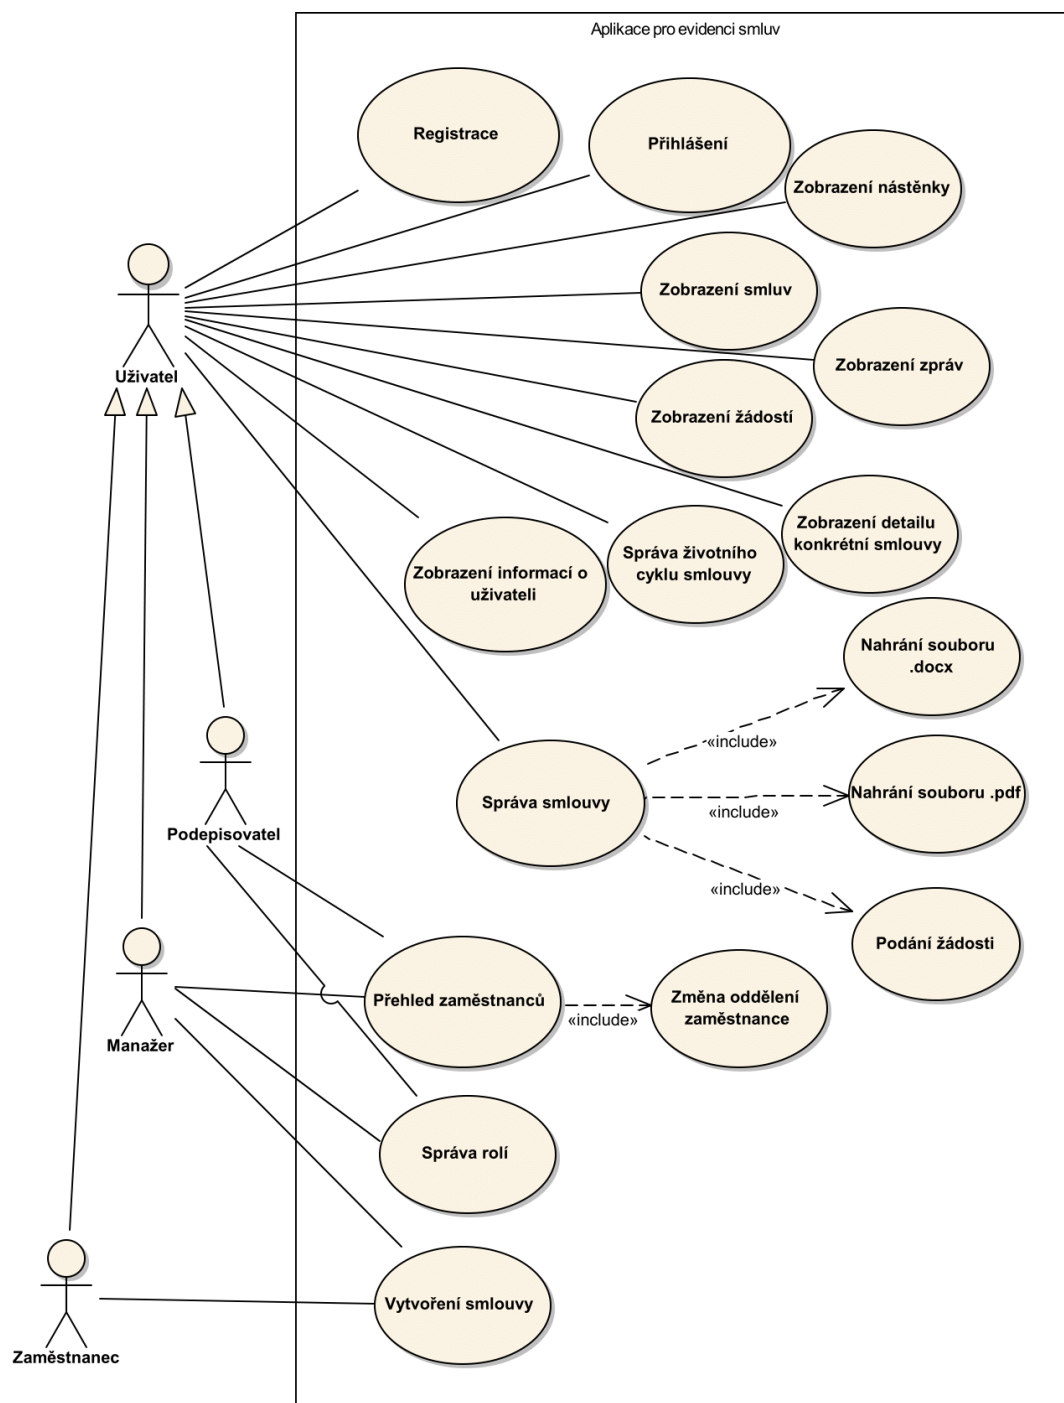 Aplikace pro evidenci smluv
Registrace
Přihlášení
Zobrazení nástěnky
Zobrazení smluv
Zobrazení zpráv
Uživatel
Zobrazení žádostí
Zobrazení detailu
konkrétní smlouvy
Správa životního
cyklu smlouvy
Zobrazení informací o
uživateli
Nahrání souboru
.docx
«include»
Správa smlouvy
Nahrání souboru .pdf
«include»
Podepisovatel
«include»
Podání žádosti
Přehled zaměstnanců
«include»
Změna oddělení
zaměstnance
Manažer
Správa rolí
Vytvoření smlouvy
Zaměstnanec